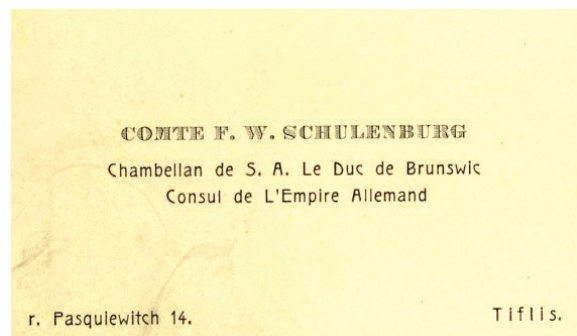 COMTE F. W. SCHULENBURG
Chambellan de S. A. Le Duc de Brunswic
Consul de L'Empire Allemand
r. Pasquiewitch 14.
Tiflis.